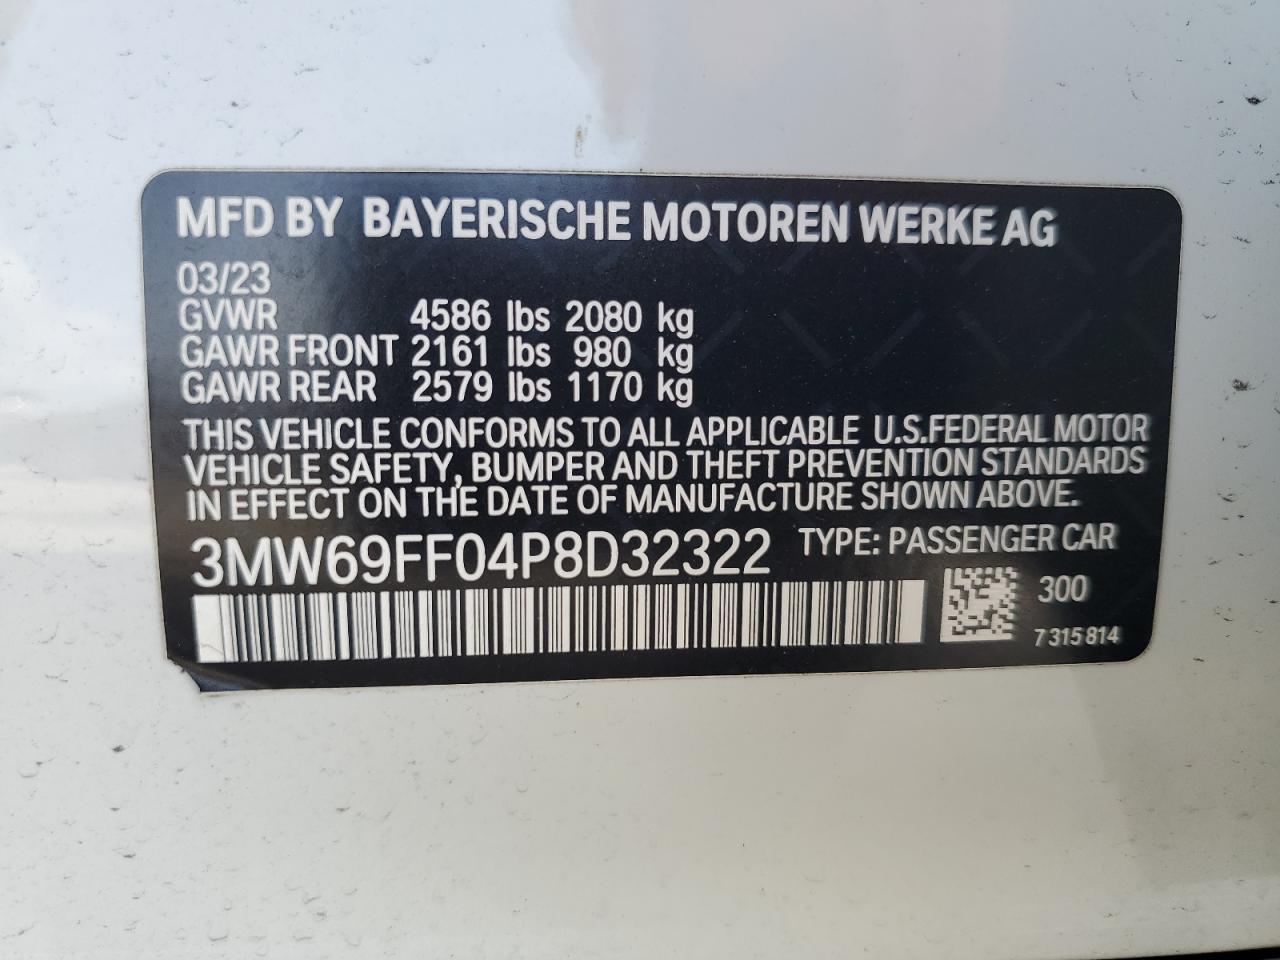 MFD BY BAYERISCHE MOTOREN WERKE AG
03/23
GVWR 4586 lbs 2080 kg
GAWR FRONT 2161 lbs 980 kg
GAWR REAR 2579 lbs 1170 kg
THIS VEHICLE CONFORMS TO ALL APPLICABLE U.S.FEDERAL MOTOR
VEHICLE SAFETY, BUMPER AND THEFT PREVENTION STANDARDS
IN EFFECT ON THE DATE OF MANUFACTURE SHOWN ABOVE.
3MW69FF04P8D32322 TYPE: PASSENGER CAR
300
7 315 814